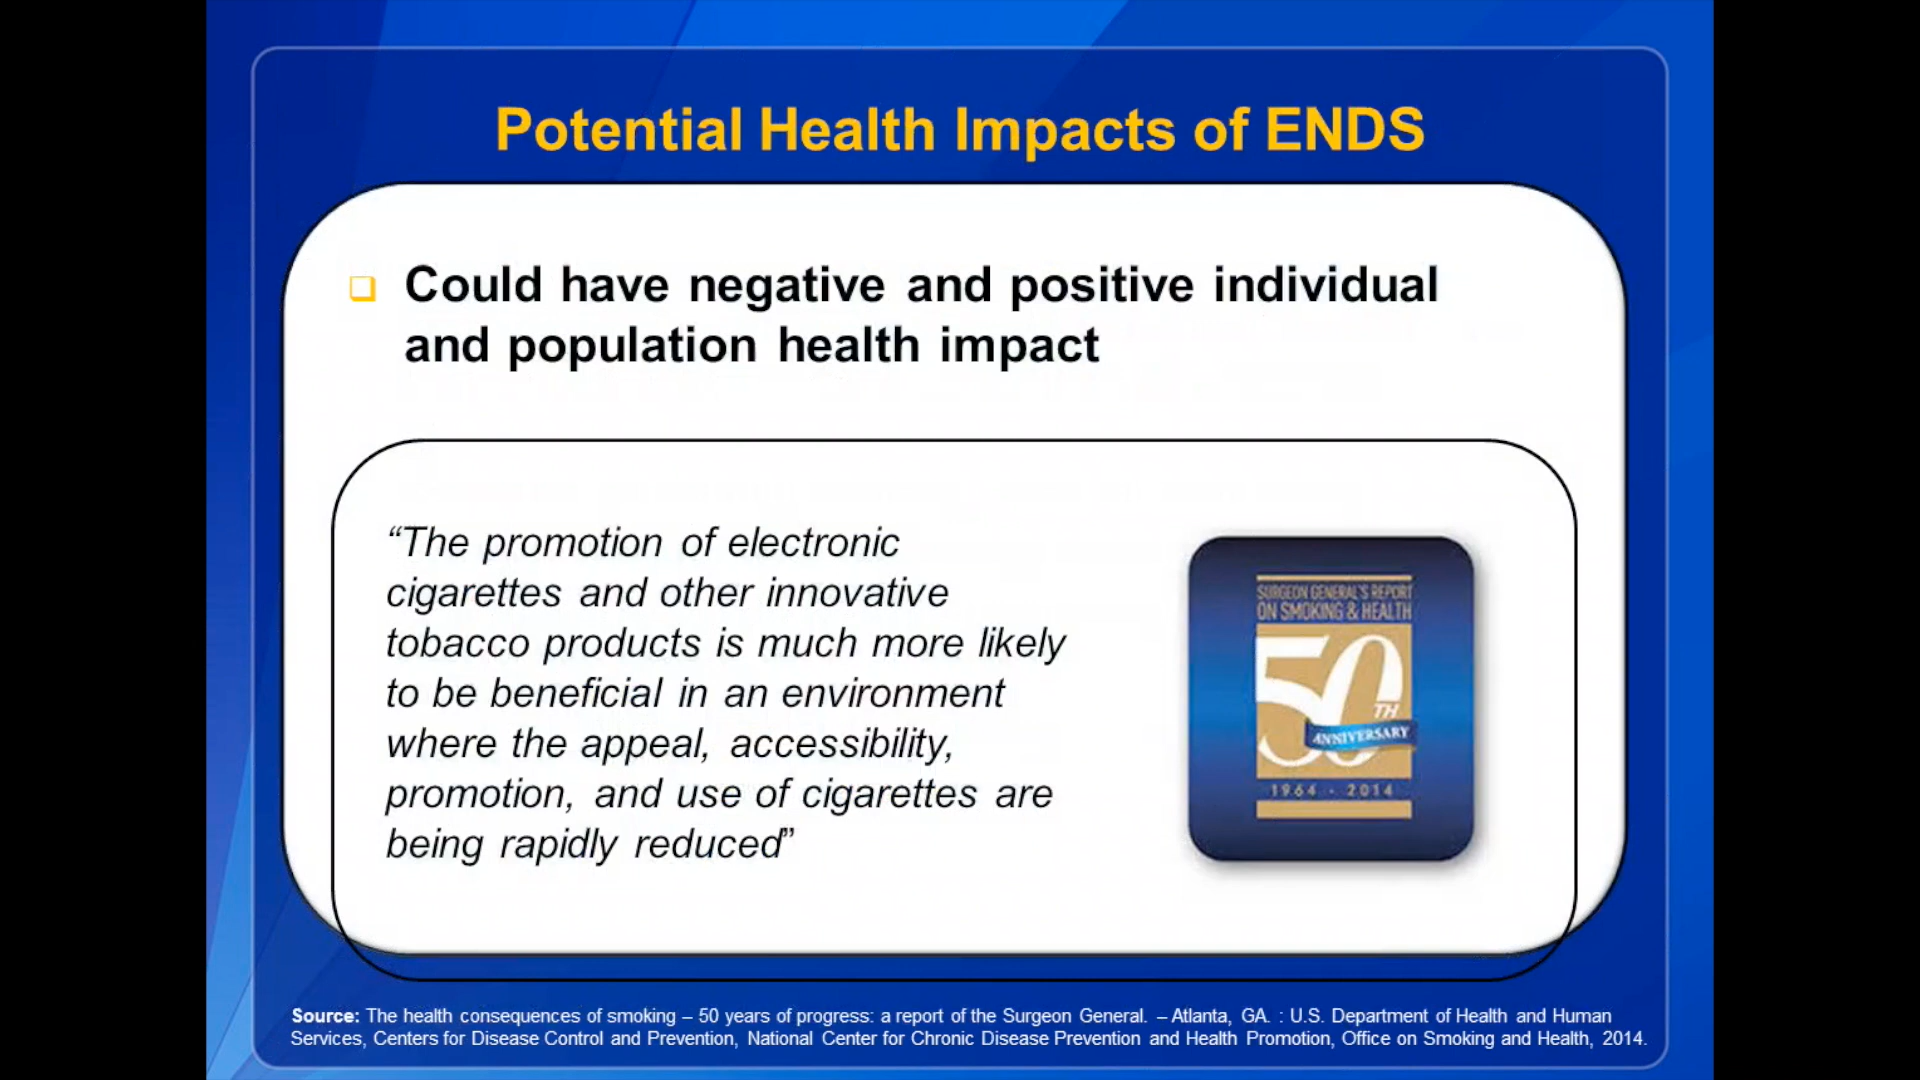 Potential Health Impacts of ENDS
Could have negative and positive individual
and population health impact
“The promotion of electronic
cigarettes and other innovative
tobacco products is much more likely
to be beneficial in an environment
where the appeal, accessibility,
promotion, and use of cigarettes are
being rapidly reduced”
SURGEON GENERAL'S REPORT
ON SMOKING & HEALTH
50
TH
ANNIVERSARY
1964 - 2014
Source: The health consequences of smoking – 50 years of progress: a report of the Surgeon General. – Atlanta, GA. : U.S. Department of Health and Human
Services, Centers for Disease Control and Prevention, National Center for Chronic Disease Prevention and Health Promotion, Office on Smoking and Health, 2014.